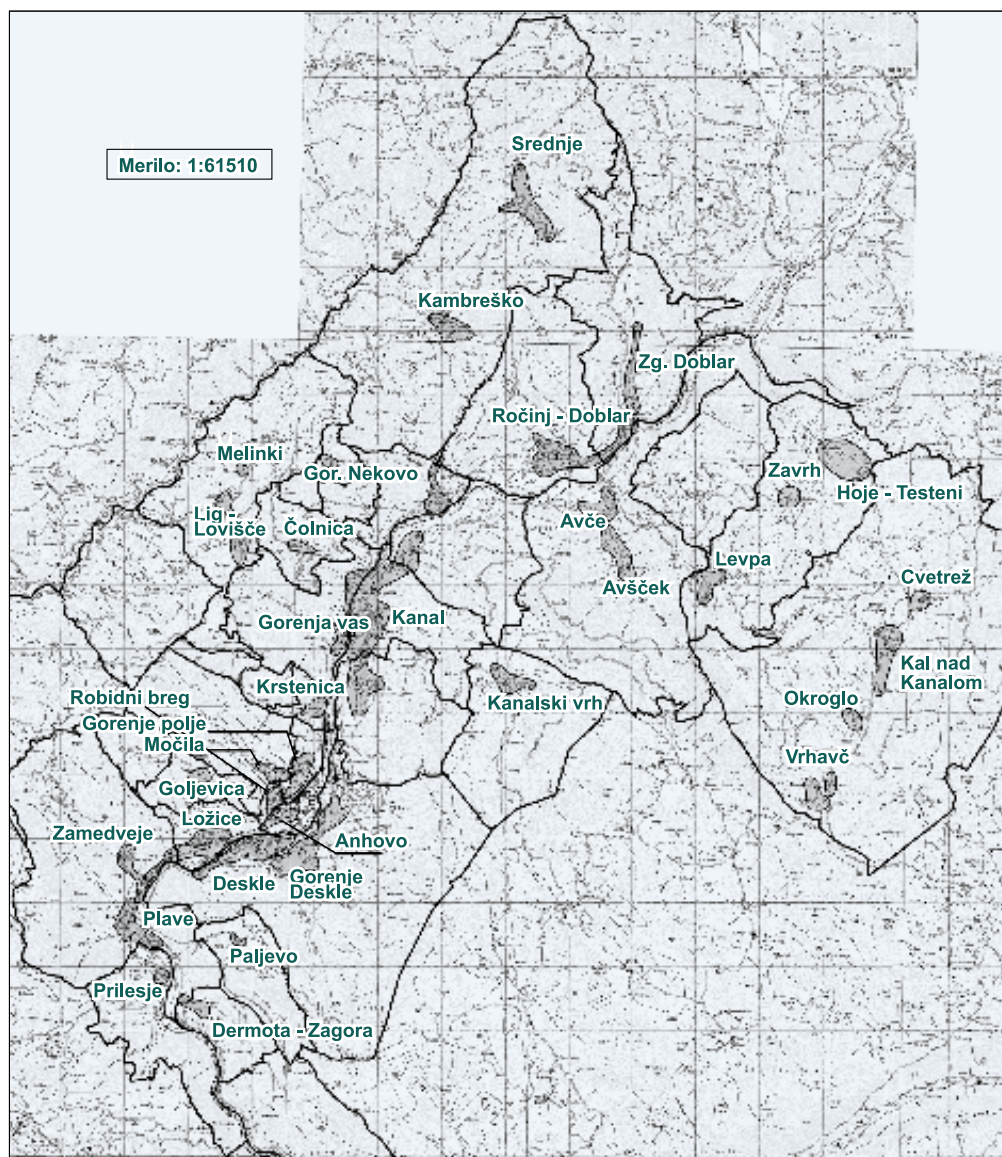 Srednje
Merilo: 1:61510
Kambreško
Zg. Doblar
Ročinj - Doblar
Melinki
Gor. Nekovo
Zavrh
Hoje - Testeni
Lig -
Lovišče
Čolnica
Avče
Levpa
Avšček
Cvetrež
Gorenja vas
Kanal
Kal nad
Kanalom
Krstenica
Robidni breg
Kanalski vrh
Okroglo
Gorenje polje
Močila
Vrhavč
Goljevica
Ložice
Zamedveje
Anhovo
Deskle
Gorenje
Deskle
Plave
Paljevo
Prilesje
Dermota - Zagora